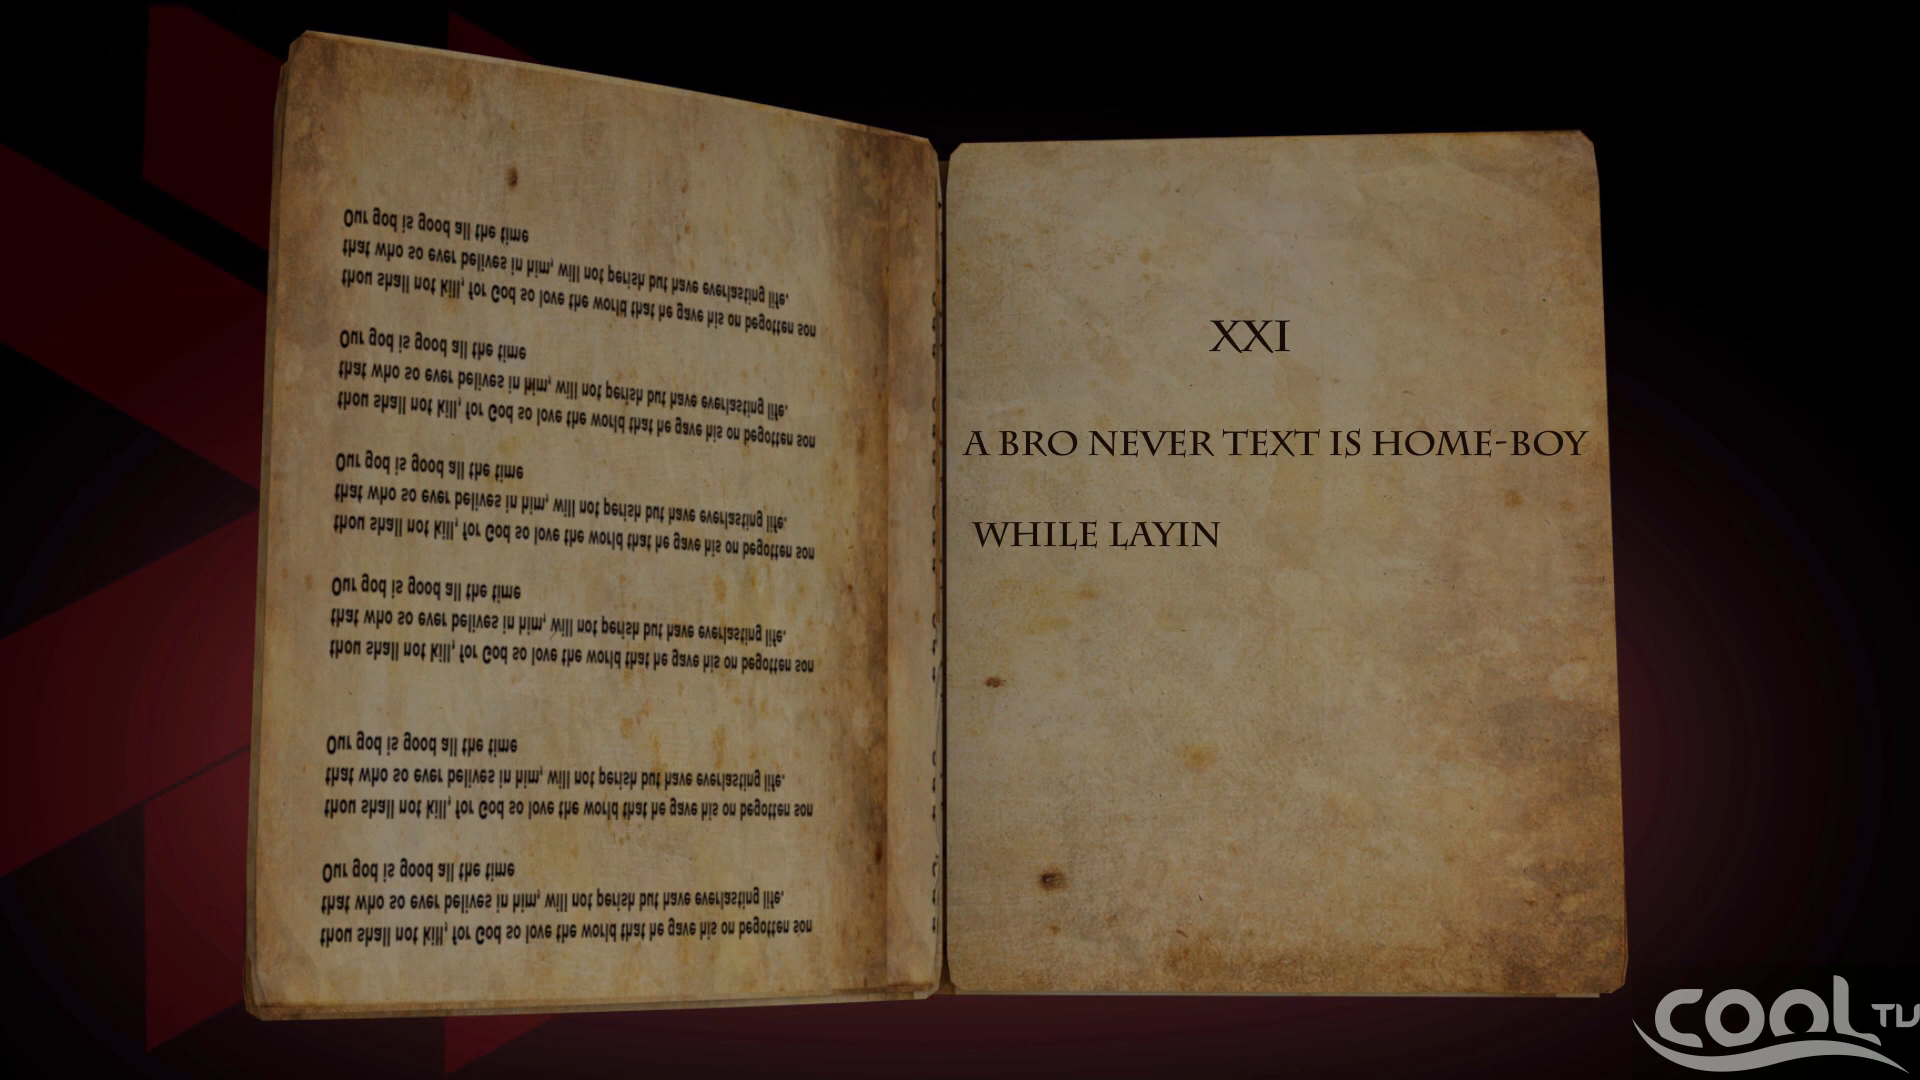 thou shall not kill, for God so love the world that he gave his on begotten son
that who so ever belives in him, will not perish but have everlasting life.
Our god is good all the time
thou shall not kill, for God so love the world that he gave his on begotten son
that who so ever belives in him, will not perish but have everlasting life.
Our god is good all the time
thou shall not kill, for God so love the world that he gave his on begotten son
that who so ever belives in him, will not perish but have everlasting life.
Our god is good all the time
thou shall not kill, for God so love the world that he gave his on begotten son
that who so ever belives in him, will not perish but have everlasting life.
Our god is good all the time
thou shall not kill, for God so love the world that he gave his on begotten son
that who so ever belives in him, will not perish but have everlasting life.
Our god is good all the time
thou shall not kill, for God so love the world that he gave his on begotten son
that who so ever belives in him, will not perish but have everlasting life.
Our god is good all the time
XXI
A BRO NEVER TEXT IS HOME-BOY
WHILE LAYIN
COOL TV